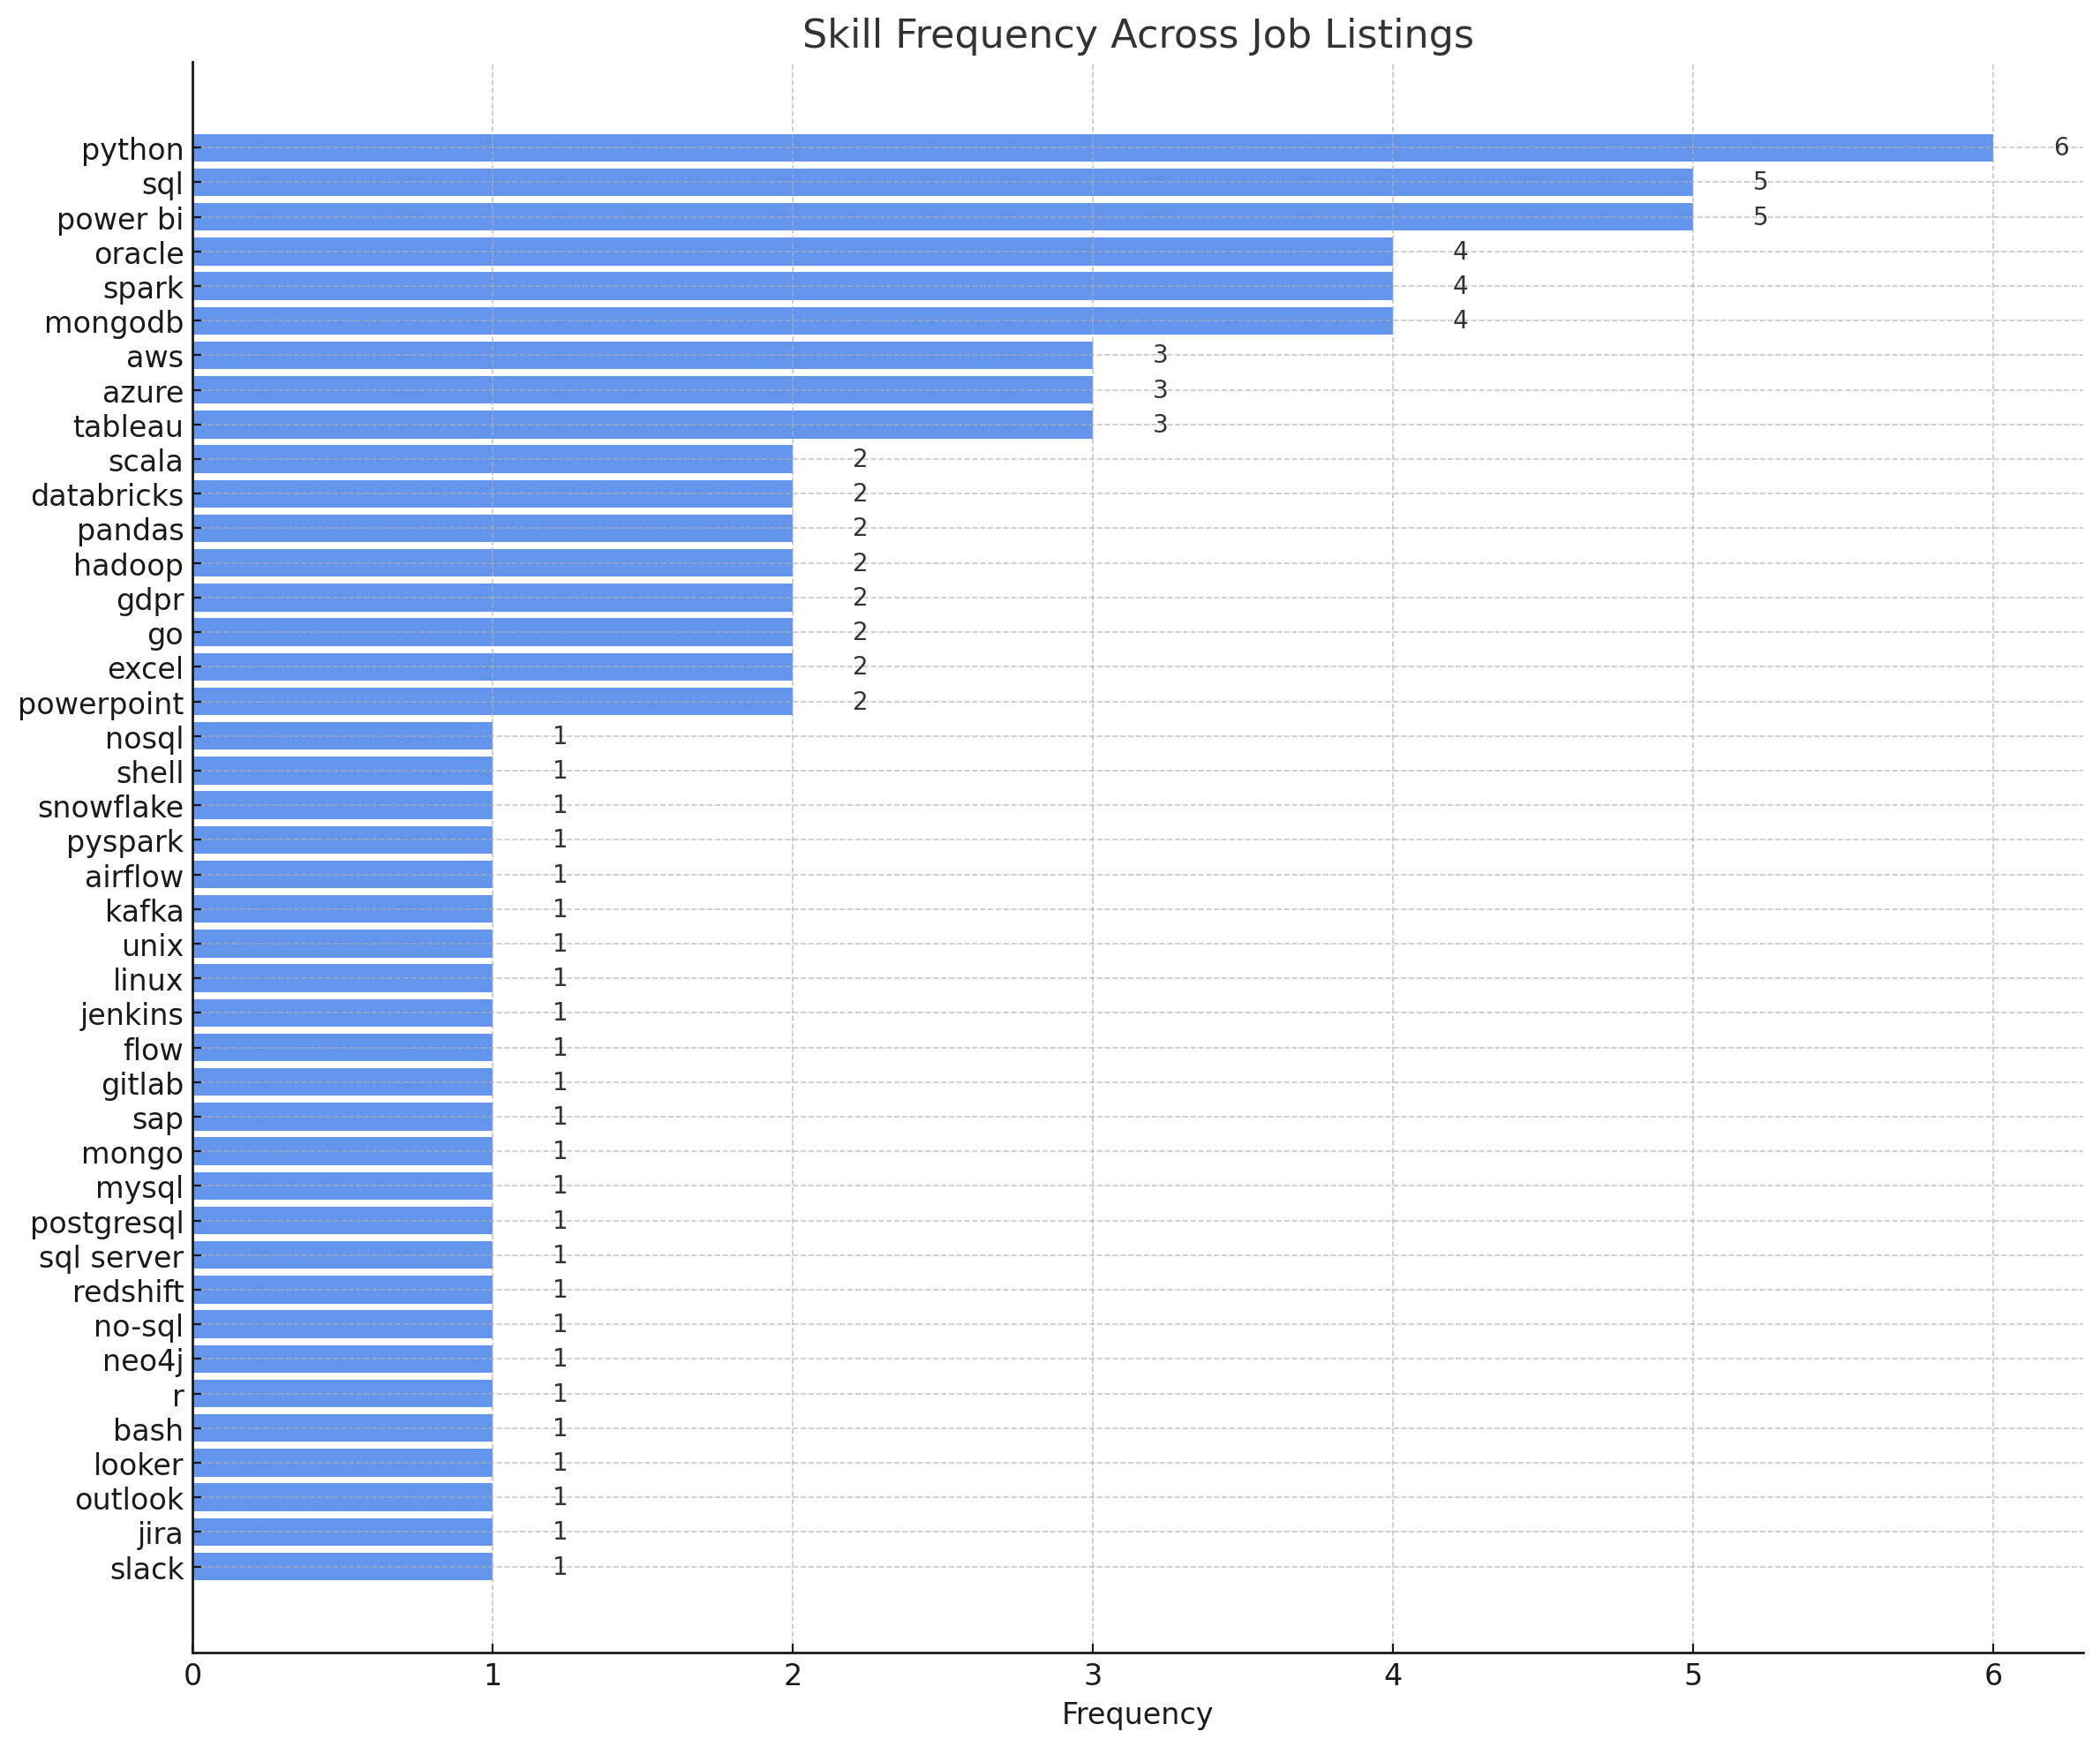 Skill Frequency Across Job Listings
python 6
sql 5
power bi 5
oracle 4
spark 4
mongodb 4
aws 3
azure 3
tableau 3
scala 2
databricks 2
pandas 2
hadoop 2
gdpr 2
go 2
excel 2
powerpoint 2
nosql 1
shell 1
snowflake 1
pyspark 1
airflow 1
kafka 1
unix 1
linux 1
jenkins 1
flow 1
gitlab 1
sap 1
mongo 1
mysql 1
postgresql 1
sql server 1
redshift 1
no-sql 1
neo4j 1
r 1
bash 1
looker 1
outlook 1
jira 1
slack 1
0 1 2 3 4 5 6
Frequency